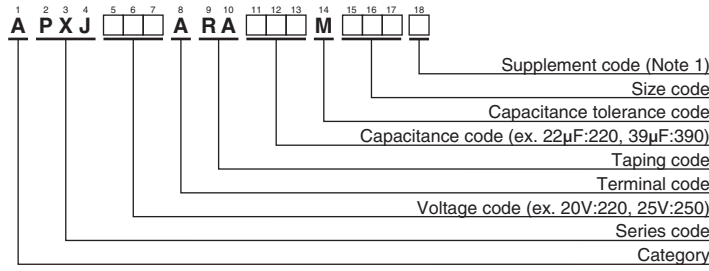 1 2 3 4 5 6 7 8 9 10 11 12 13 14 15 16 17 18
A P X J □□□ A R A □□□ M □□□ □
Supplement code (Note 1)
Size code
Capacitance tolerance code
Capacitance code (ex. 22µF:220, 39µF:390)
Taping code
Terminal code
Voltage code (ex. 20V:220, 25V:250)
Series code
Category